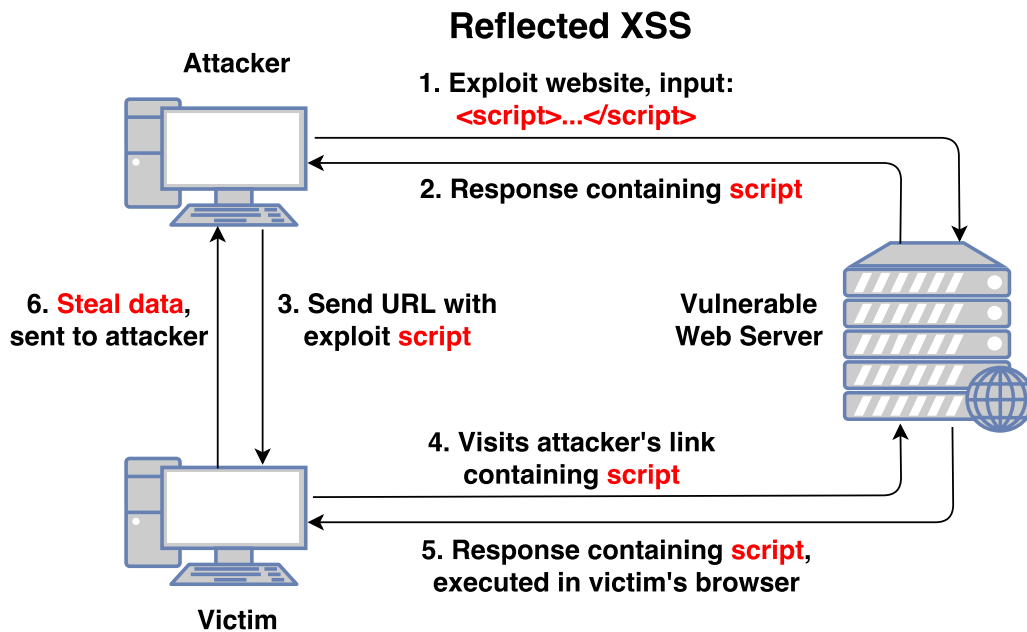 Reflected XSS
Attacker
1. Exploit website, input:
<script>...</script>
2. Response containing script
6. Steal data,
sent to attacker
3. Send URL with
exploit script
Vulnerable
Web Server
4. Visits attacker's link
containing script
5. Response containing script,
executed in victim's browser
Victim